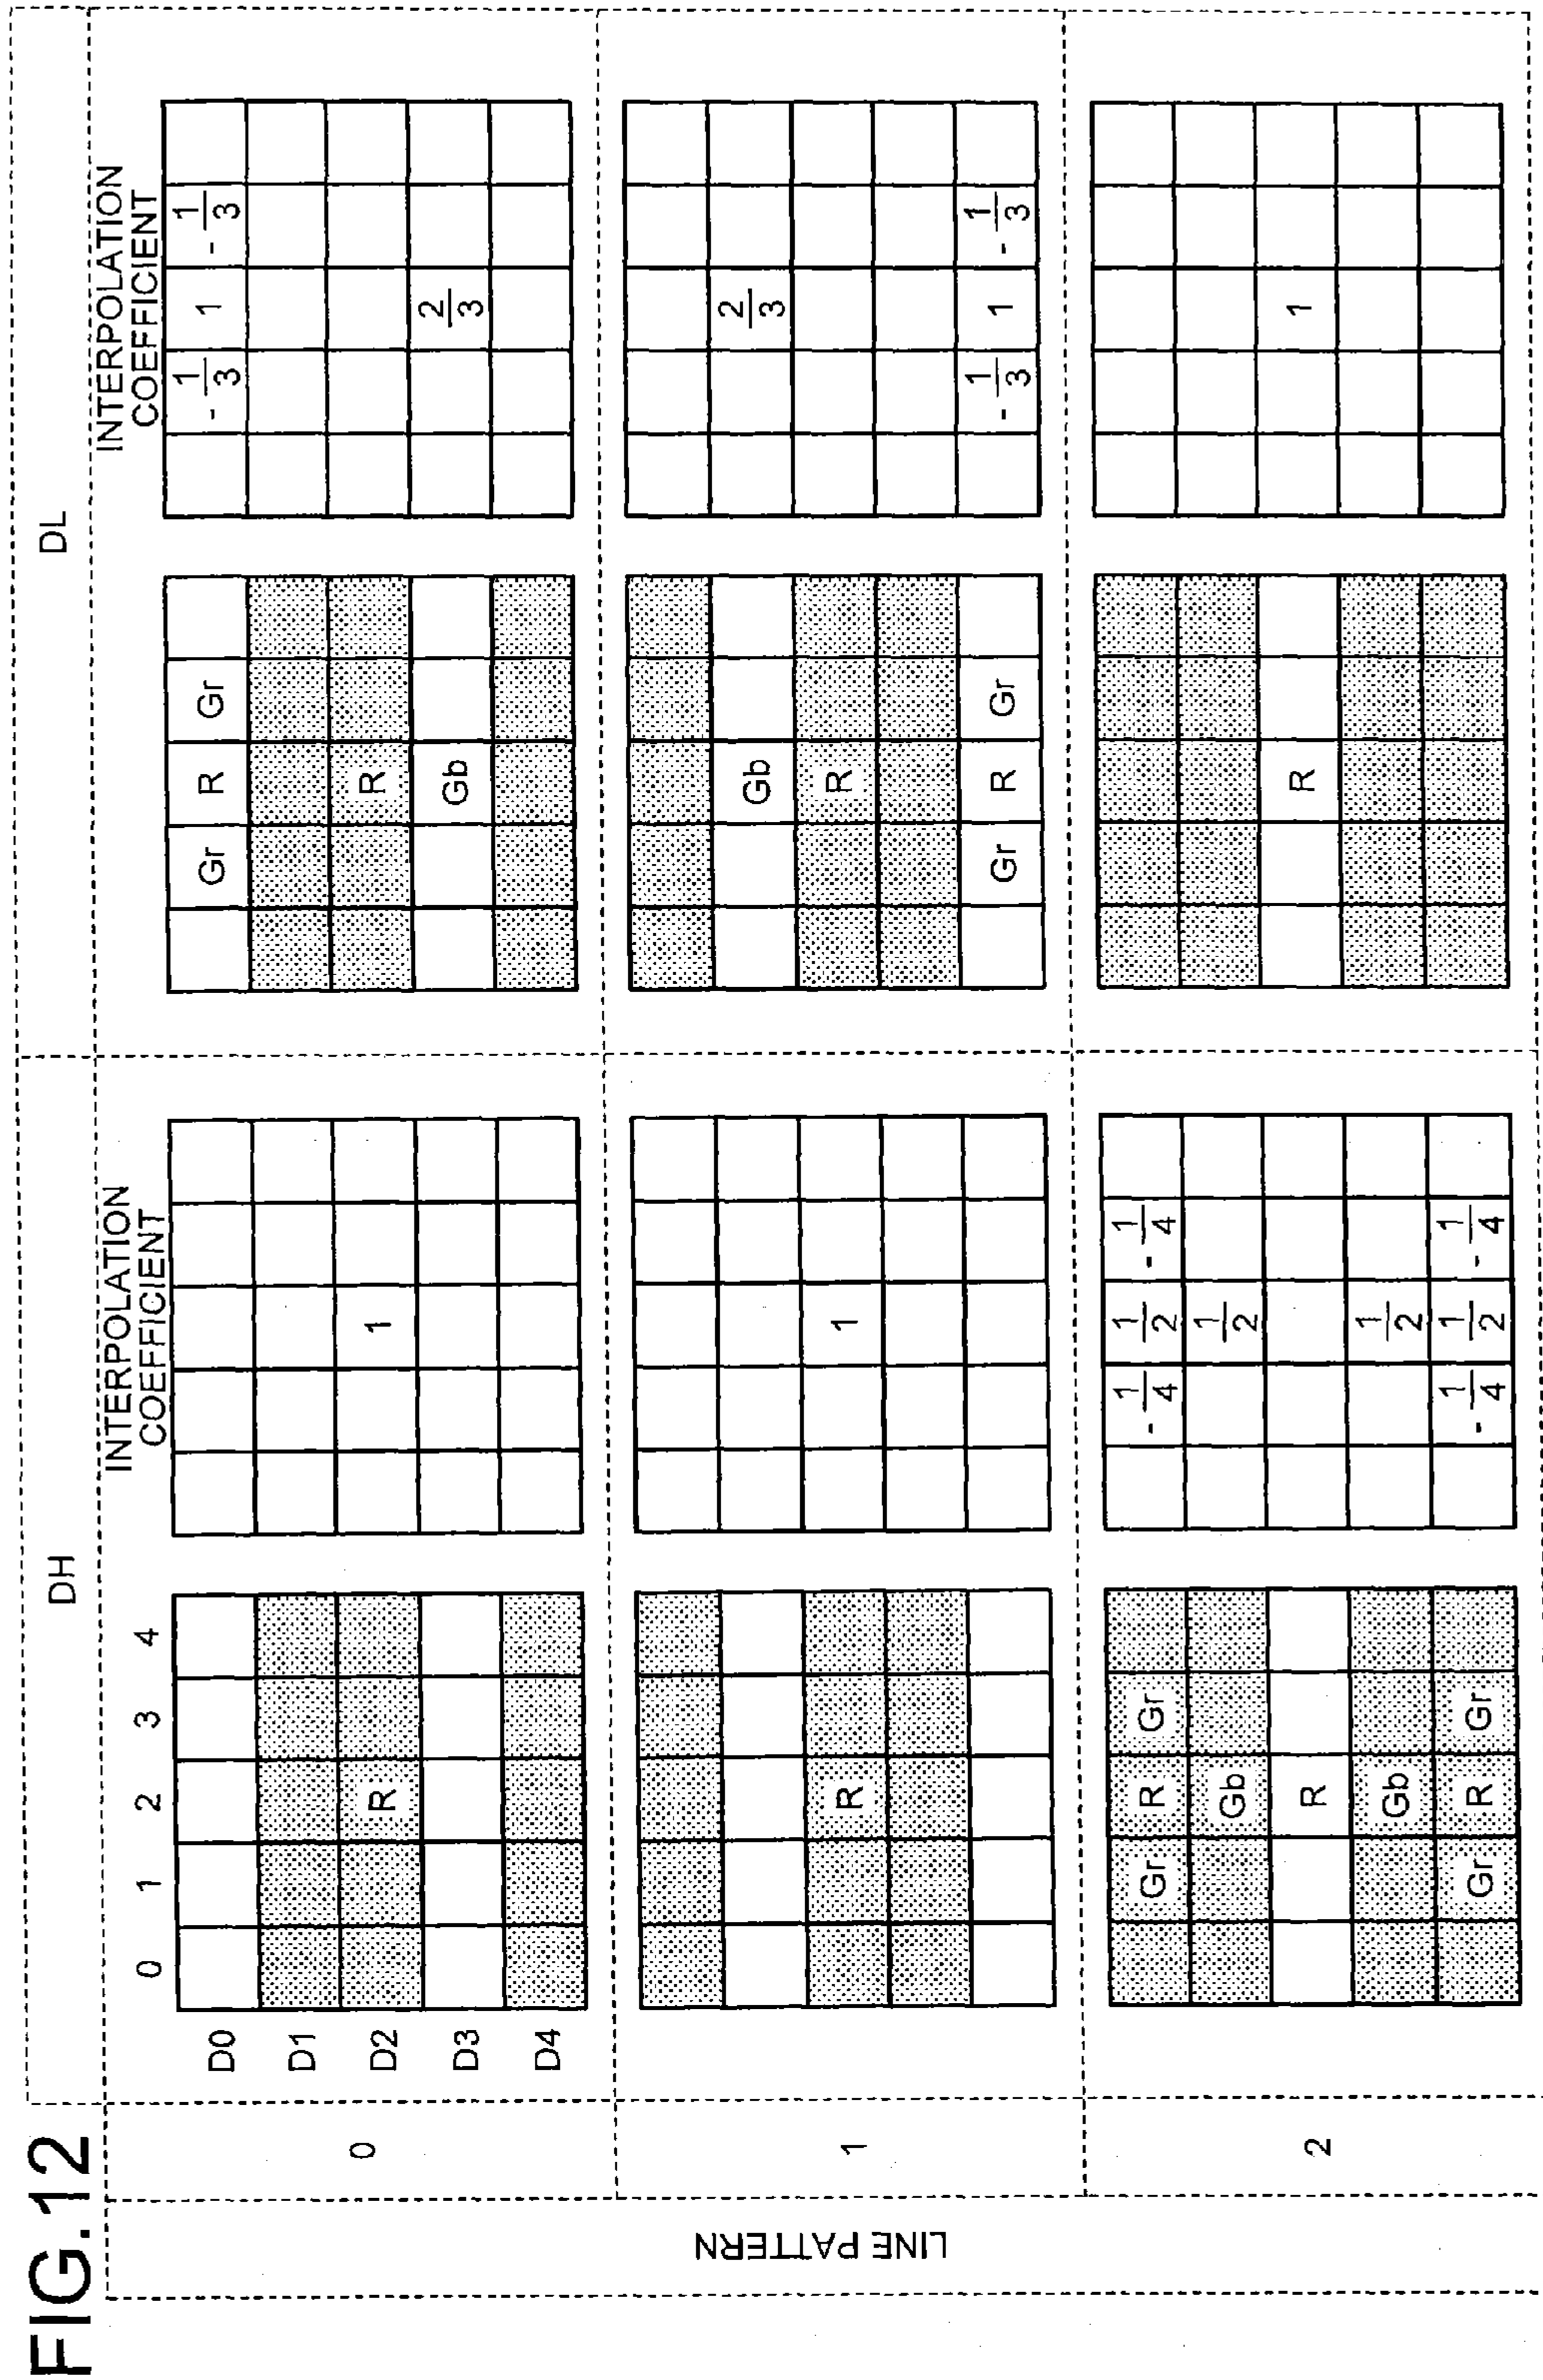 FIG.12
DH
DL
INTERPOLATION
COEFFICIENT
INTERPOLATION
COEFFICIENT
LINE PATTERN
0
0 1 2 3 4
D0
D1
D2 R
D3
D4
1
Gr R Gr
R
Gb
-1/3 1 -1/3
2/3
1
R
1
Gb
R
Gr R Gr
2/3
-1/3 1 -1/3
2
Gr R Gr
Gb
R
Gb
Gr R Gr
-1/4 1/2 -1/4
1/2
1/2
-1/4 1/2 -1/4
R
1